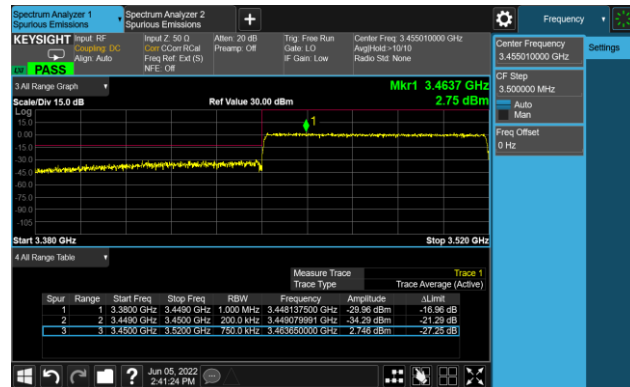 Spectrum Analyzer 1
Spurious Emissions
Spectrum Analyzer 2
Spurious Emissions
Frequency
KEYSIGHT
Input: RF
Coupling: DC
Align: Auto
Input Z: 50 Ω
Corr CCorr RCal
Freq Ref: Ext (S)
NFE: Off
Atten: 20 dB
Preamp: Off
Trig: Free Run
Gate: LO
IF Gain: Low
Center Freq: 3.455010000 GHz
Avg|Hold:>10/10
Radio Std: None
PASS
Center Frequency
3.455010000 GHz
Settings
CF Step
3.500000 MHz
Auto
Man
Freq Offset
0 Hz
3 All Range Graph
Mkr1 3.4637 GHz
Scale/Div 15.0 dB
Ref Value 30.00 dBm
2.75 dBm
Log
15.0
0.00
-15.0
-30.0
-45.0
-60.0
-75.0
-90.0
-105
1
Start 3.380 GHz
Stop 3.520 GHz
4 All Range Table
Measure Trace Trace 1
Trace Type Trace Average (Active)
Spur Range Start Freq Stop Freq RBW Frequency Amplitude ΔLimit
1 1 3.3800 GHz 3.4490 GHz 1.000 MHz 3.448137500 GHz -29.96 dBm -16.96 dB
2 2 3.4490 GHz 3.4500 GHz 200.0 kHz 3.449079991 GHz -34.29 dBm -21.29 dB
3 3 3.4500 GHz 3.5200 GHz 750.0 kHz 3.463650000 GHz 2.746 dBm -27.25 dB
Jun 05, 2022
2:41:24 PM